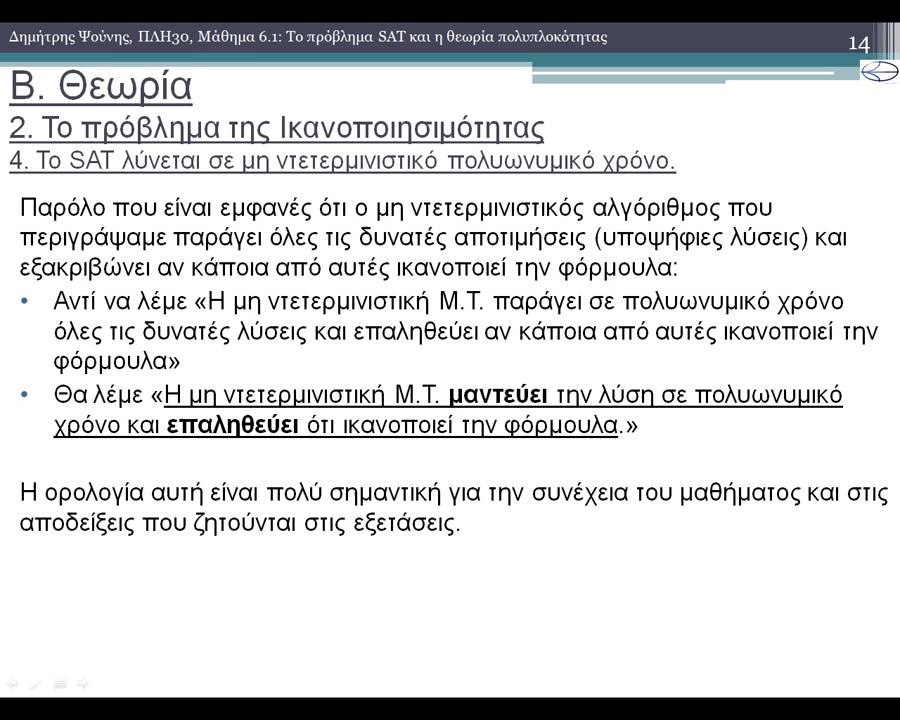 Δημήτρης Ψούνης, ΠΛΗ30, Μάθημα 6.1: Το πρόβλημα SAT και η θεωρία πολυπλοκότητας
14
Β. Θεωρία
2. Το πρόβλημα της Ικανοποιησιμότητας
4. Το SAT λύνεται σε μη ντετερμινιστικό πολυωνυμικό χρόνο.
Παρόλο που είναι εμφανές ότι ο μη ντετερμινιστικός αλγόριθμος που
περιγράψαμε παράγει όλες τις δυνατές αποτιμήσεις (υποψήφιες λύσεις) και
εξακριβώνει αν κάποια από αυτές ικανοποιεί την φόρμουλα:
• Αντί να λέμε «Η μη ντετερμινιστική Μ.Τ. παράγει σε πολυωνυμικό χρόνο
όλες τις δυνατές λύσεις και επαληθεύει αν κάποια από αυτές ικανοποιεί την
φόρμουλα»
• Θα λέμε «Η μη ντετερμινιστική Μ.Τ. μαντεύει την λύση σε πολυωνυμικό
χρόνο και επαληθεύει ότι ικανοποιεί την φόρμουλα.»
Η ορολογία αυτή είναι πολύ σημαντική για την συνέχεια του μαθήματος και στις
αποδείξεις που ζητούνται στις εξετάσεις.